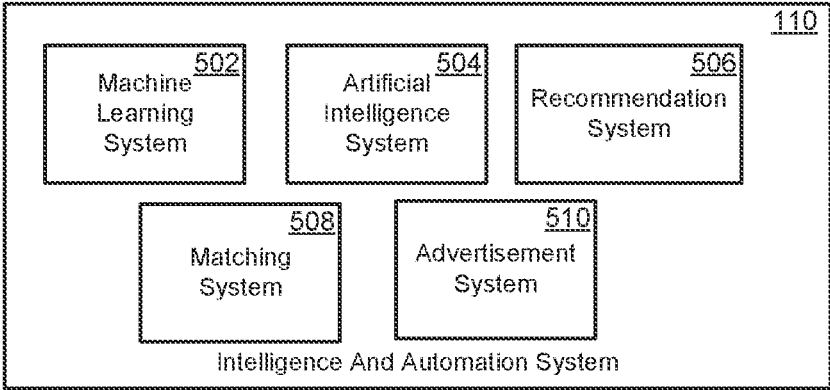 110
502
Machine
Learning
System
504
Artificial
Intelligence
System
506
Recommendation
System
508
Matching
System
510
Advertisement
System
Intelligence And Automation System